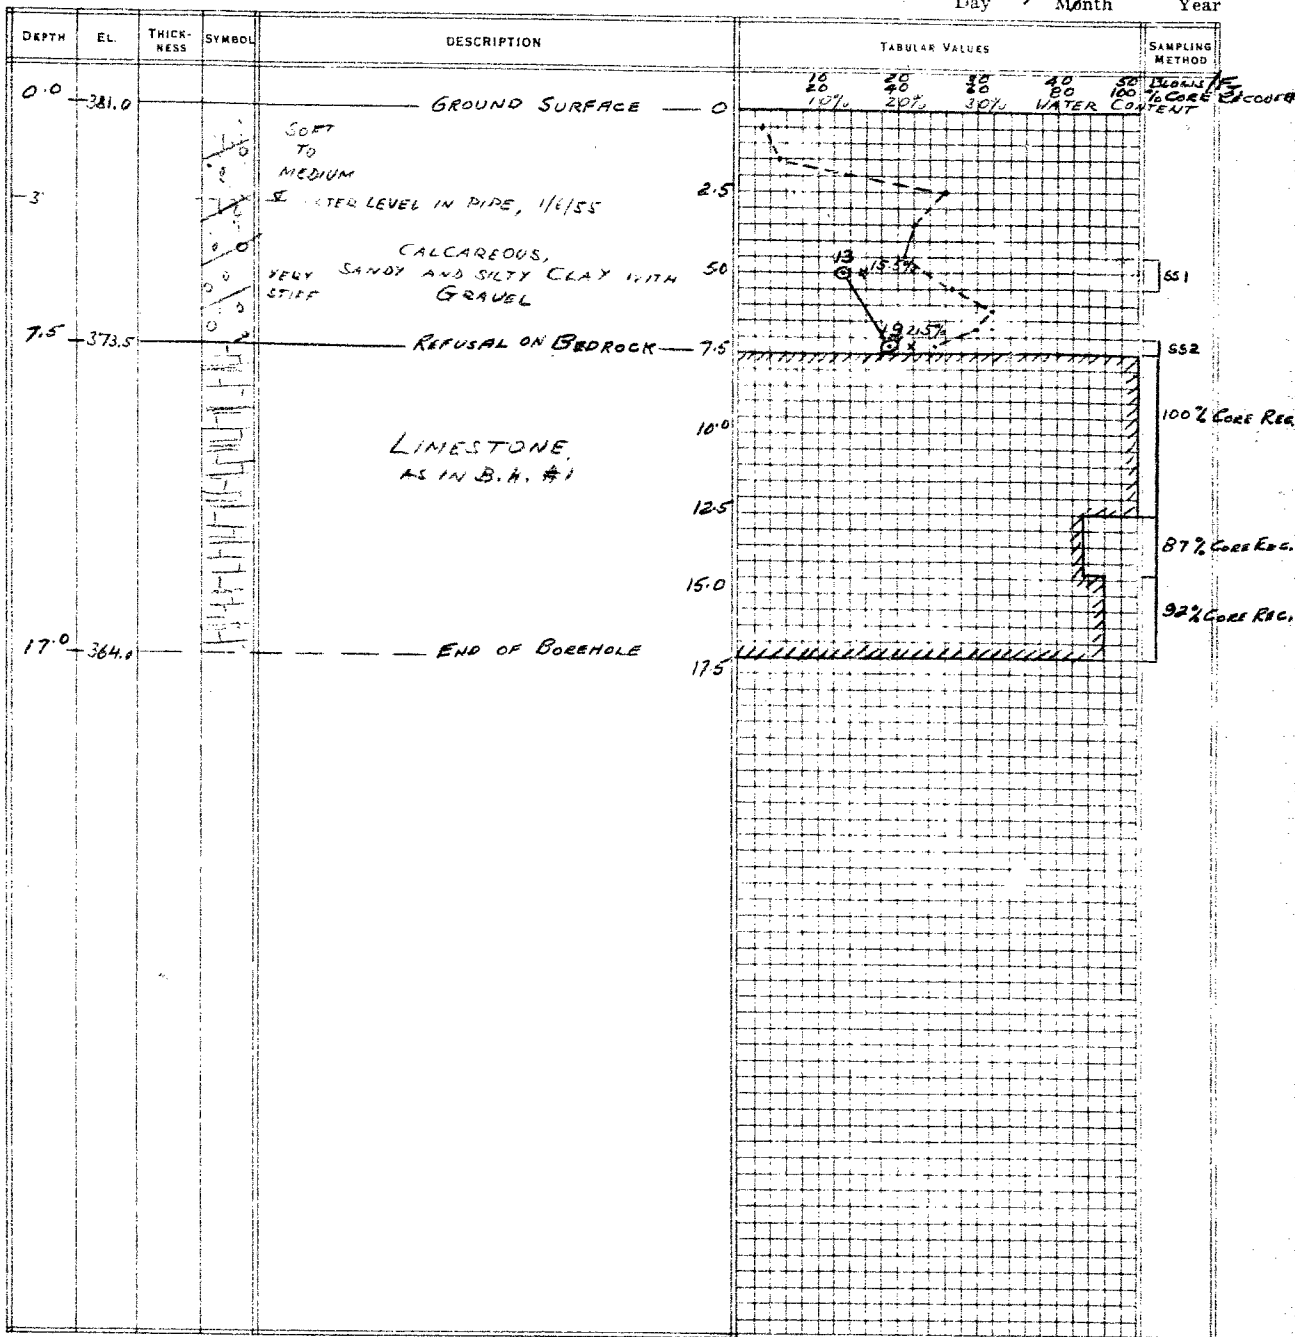 Day Month Year
DEPTH EL. THICK-NESS SYMBOL DESCRIPTION TABULAR VALUES SAMPLING METHOD
10 20 30 40 50 BLOWS/F
20 40 60 80 100 % CORE
10% 20% 30% WATER CONTENT
0.0 381.0 GROUND SURFACE 0
SOFT
TO
MEDIUM
2.5
3 LEVEL IN PIPE, 1/6/55
CALCAREOUS,
VERY SANDY AND SILTY CLAY WITH 5.0 13 15.5% SS1
STIFF GRAVEL
19 21.5%
7.5 373.5 REFUSAL ON BEDROCK 7.5 SS2
100% CORE REC.
10.0
LIMESTONE,
AS IN B.H. #1
12.5
87% CORE REC.
15.0
92% CORE REC.
17.0 364.0 END OF BOREHOLE
17.5